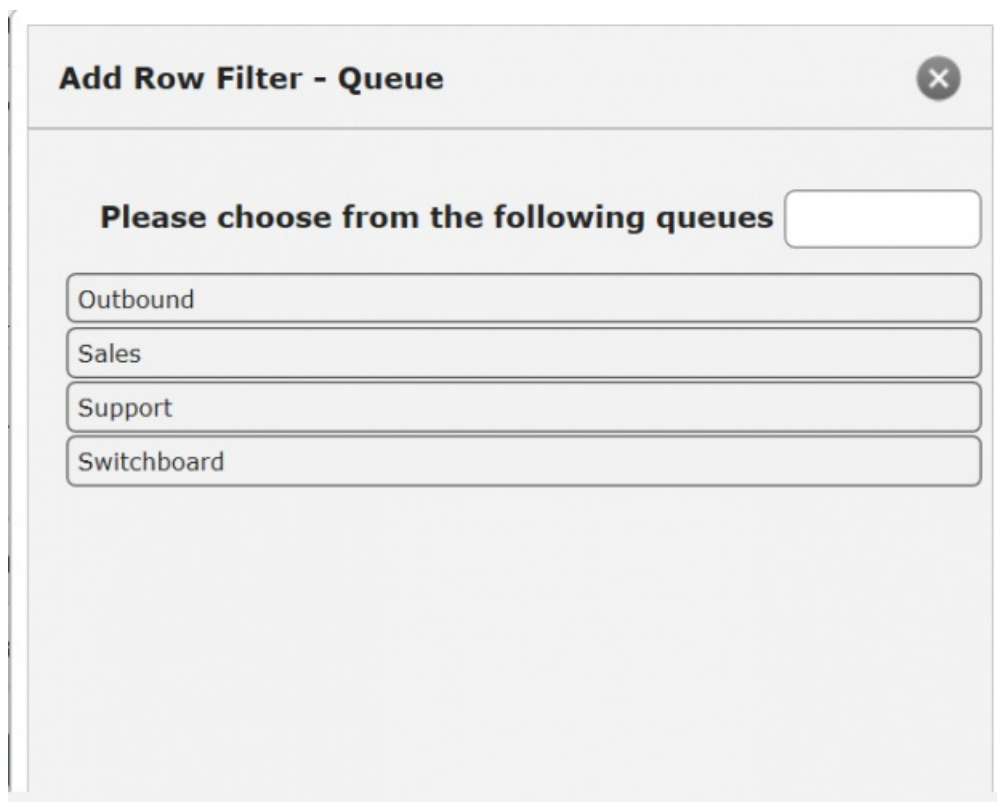 Add Row Filter - Queue
Please choose from the following queues
Outbound
Sales
Support
Switchboard